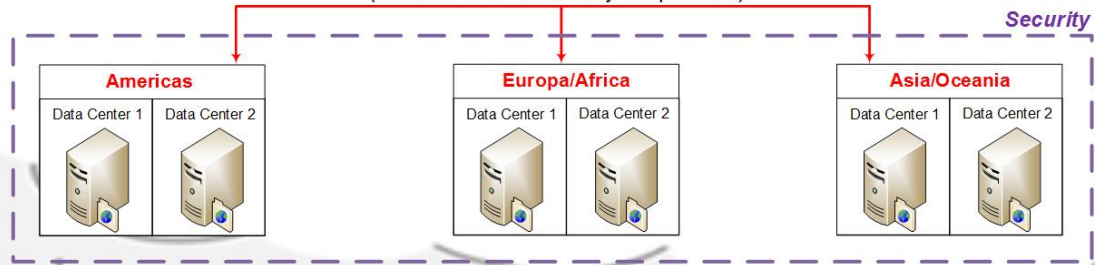 Security
Americas
Europa/Africa
Asia/Oceania
Data Center 1
Data Center 2
Data Center 1
Data Center 2
Data Center 1
Data Center 2